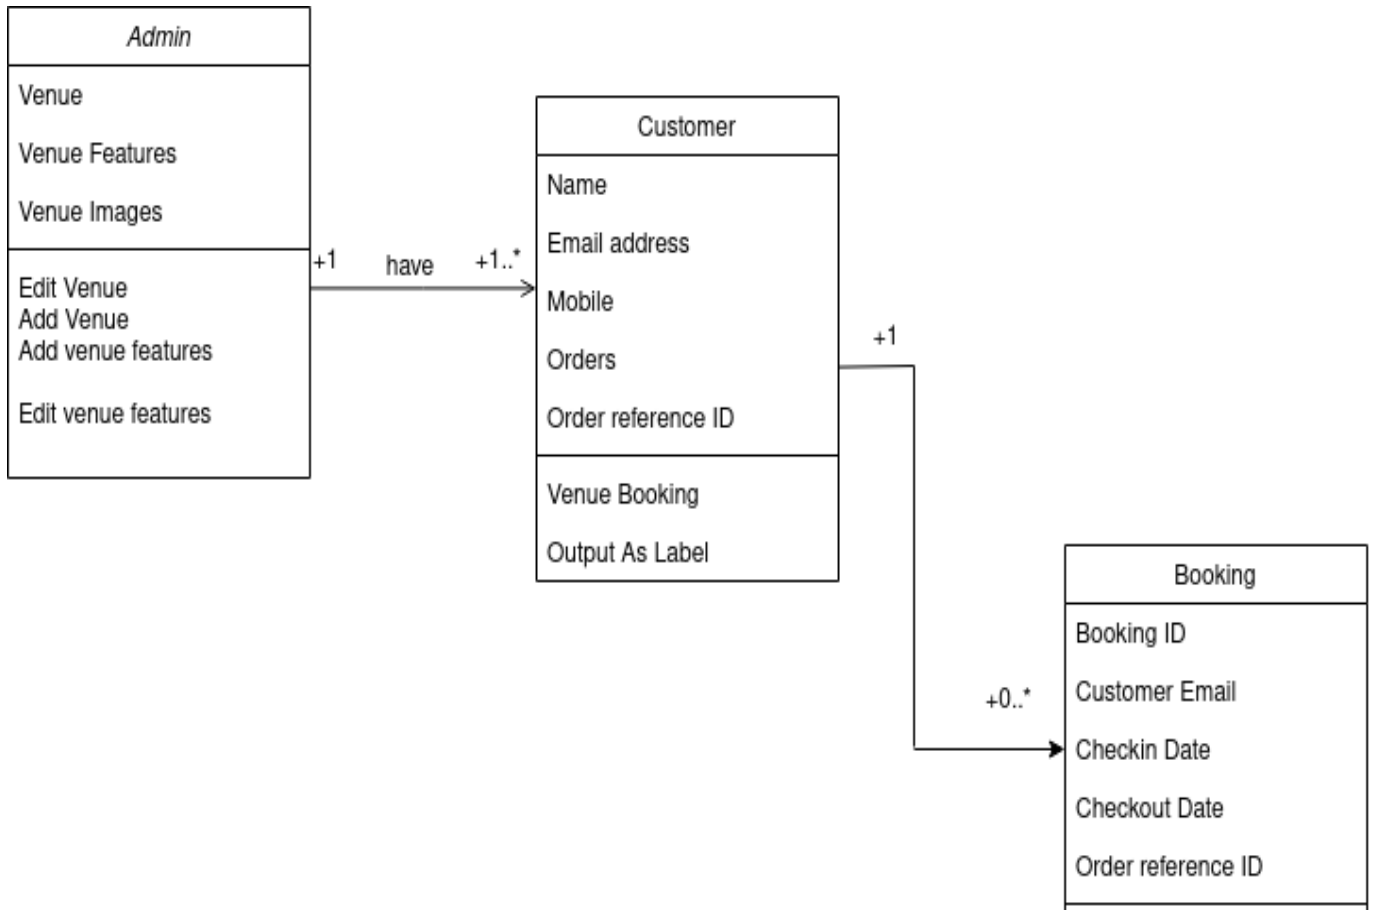 Admin
Venue
Venue Features
Venue Images
Edit Venue
Add Venue
Add venue features
Edit venue features
+1
have
+1..*
Customer
Name
Email address
Mobile
Orders
Order reference ID
Venue Booking
Output As Label
+1
+0..*
Booking
Booking ID
Customer Email
Checkin Date
Checkout Date
Order reference ID